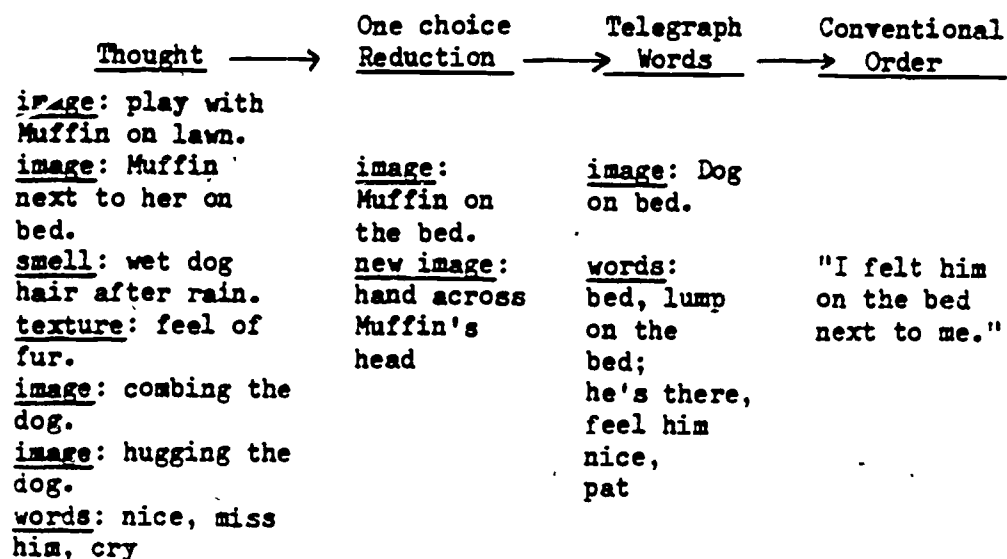 One choice Telegraph Conventional
Thought → Reduction → Words → Order
image: play with
Muffin on lawn.
image: Muffin
next to her on
bed.
smell: wet dog
hair after rain.
texture: feel of
fur.
image: combing the
dog.
image: hugging the
dog.
words: nice, miss
him, cry
image:
Muffin on
the bed.
new image:
hand across
Muffin's
head
image: Dog
on bed.
words:
bed, lump
on the
bed;
he's there,
feel him
nice,
pat
"I felt him
on the bed
next to me."